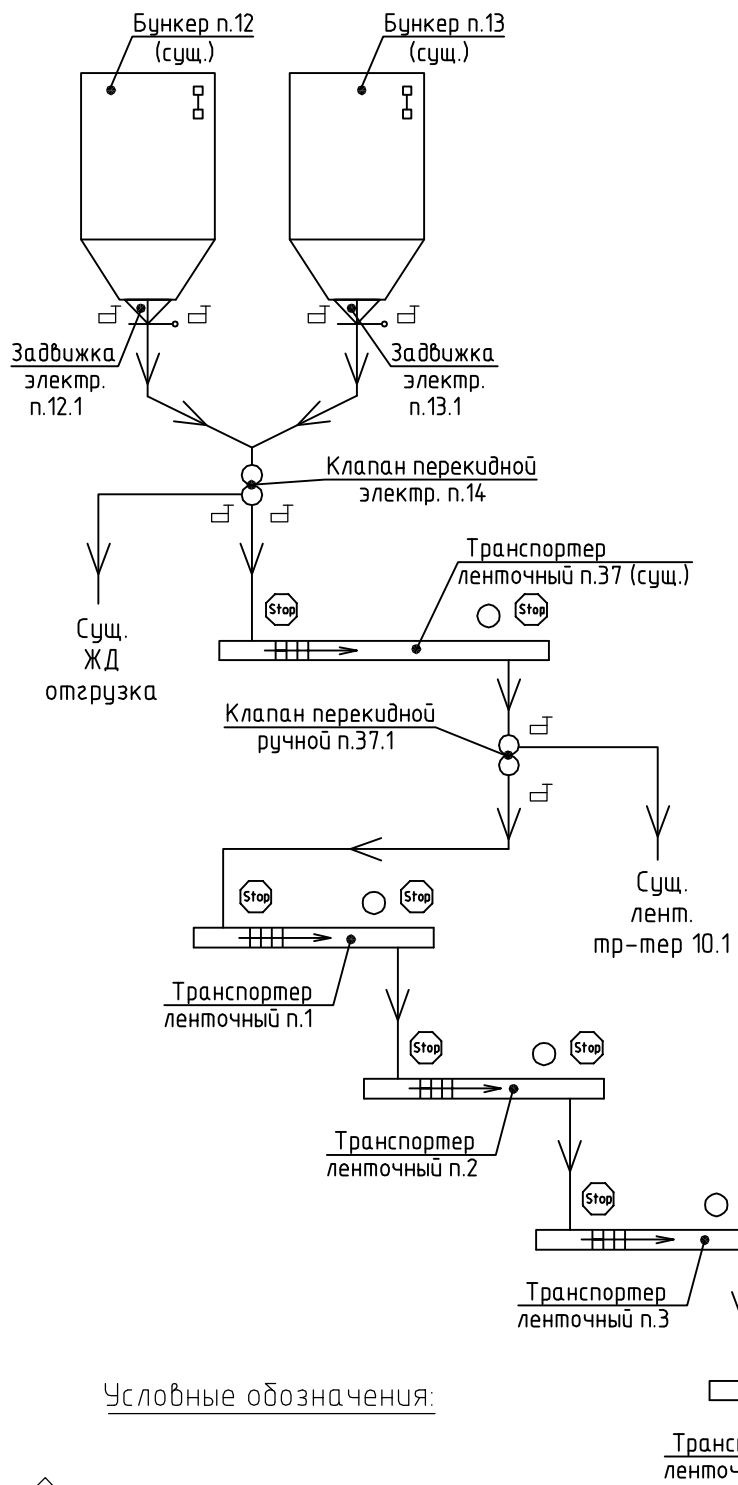 Бункер п.12
(сущ.)
Бункер п.13
(сущ.)
Задвижка
электр.
п.12.1
Задвижка
электр.
п.13.1
Клапан перекидной
электр. п.14
Транспортер
ленточный п.37 (сущ.)
Stop
Stop
Сущ.
ЖД
отгрузка
Клапан перекидной
ручной п.37.1
Сущ.
лент.
тр-тер 10.1
Stop
Stop
Транспортер
ленточный п.1
Stop
Stop
Транспортер
ленточный п.2
Stop
Транспортер
ленточный п.3
Условные обозначения: